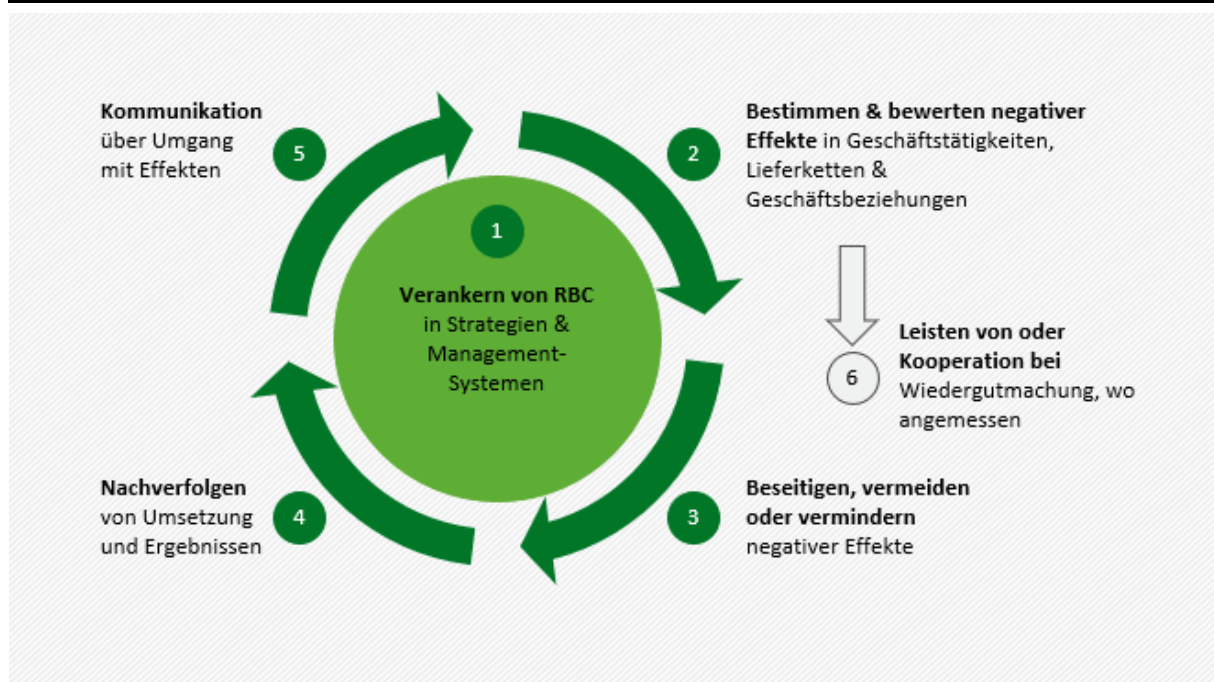 1
Verankern von RBC
in Strategien &
Management-
Systemen
2
Bestimmen & bewerten negativer
Effekte in Geschäftstätigkeiten,
Lieferketten &
Geschäftsbeziehungen
3
Beseitigen, vermeiden
oder vermindern
negativer Effekte
4
Nachverfolgen
von Umsetzung
und Ergebnissen
5
Kommunikation
über Umgang
mit Effekten
6
Leisten von oder
Kooperation bei
Wiedergutmachung, wo
angemessen